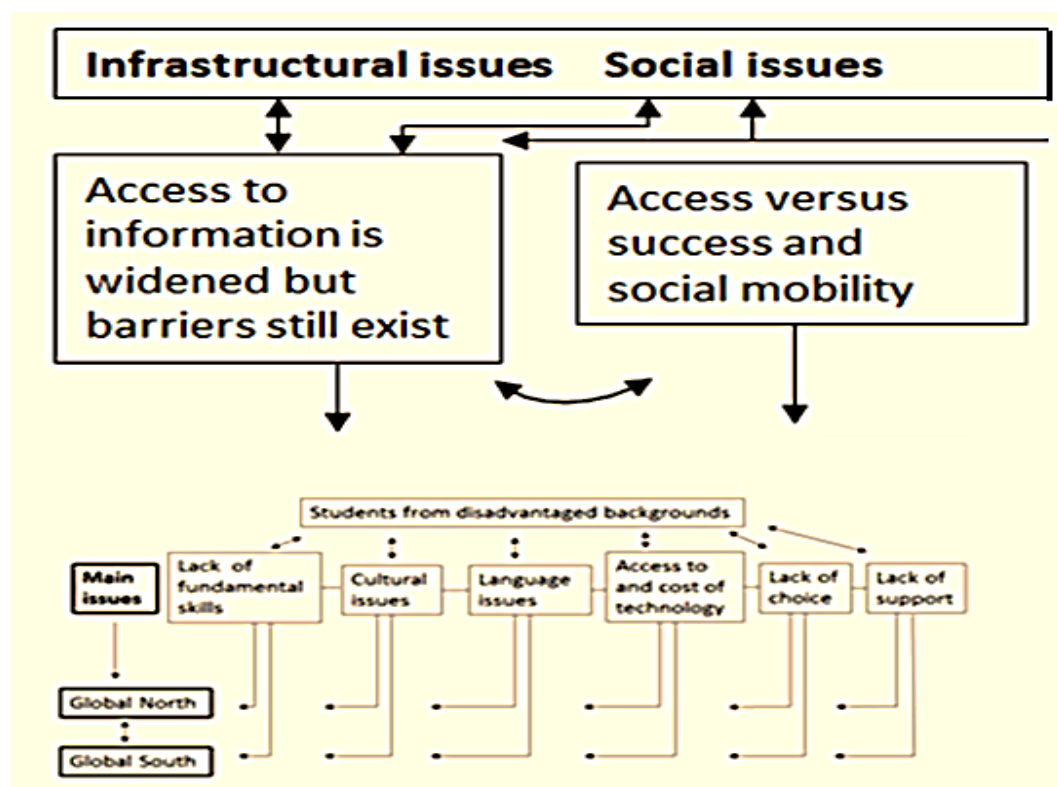 Infrastructural issues Social issues
Access to
information is
widened but
barriers still exist
Access versus
success and
social mobility
Students from disadvantaged backgrounds
Main
issues
Lack of
fundamental
skills
Cultural
issues
Language
issues
Access to
and cost of
technology
Lack of
choice
Lack of
support
Global North
Global South